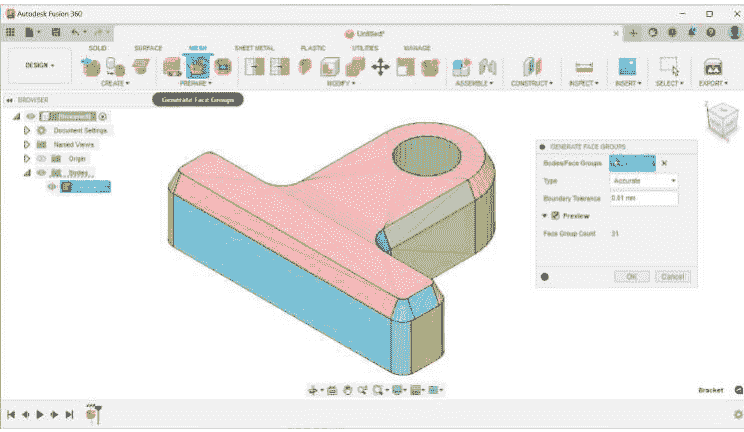 Autodesk Fusion 360
Untitled*
SOLID SURFACE MESH SHEET METAL PLASTIC UTILITIES MANAGE
DESIGN
CREATE PREPARE MODIFY ASSEMBLE CONSTRUCT INSPECT INSERT SELECT EXPORT
BROWSER
Generate Face Groups
Document Settings
Named Views
Origin
Bodies
GENERATE FACE GROUPS
Bodies/Face Groups
Type Accurate
Boundary Tolerance 0.01 mm
Preview
Face Group Count 21
OK Cancel
Bracket